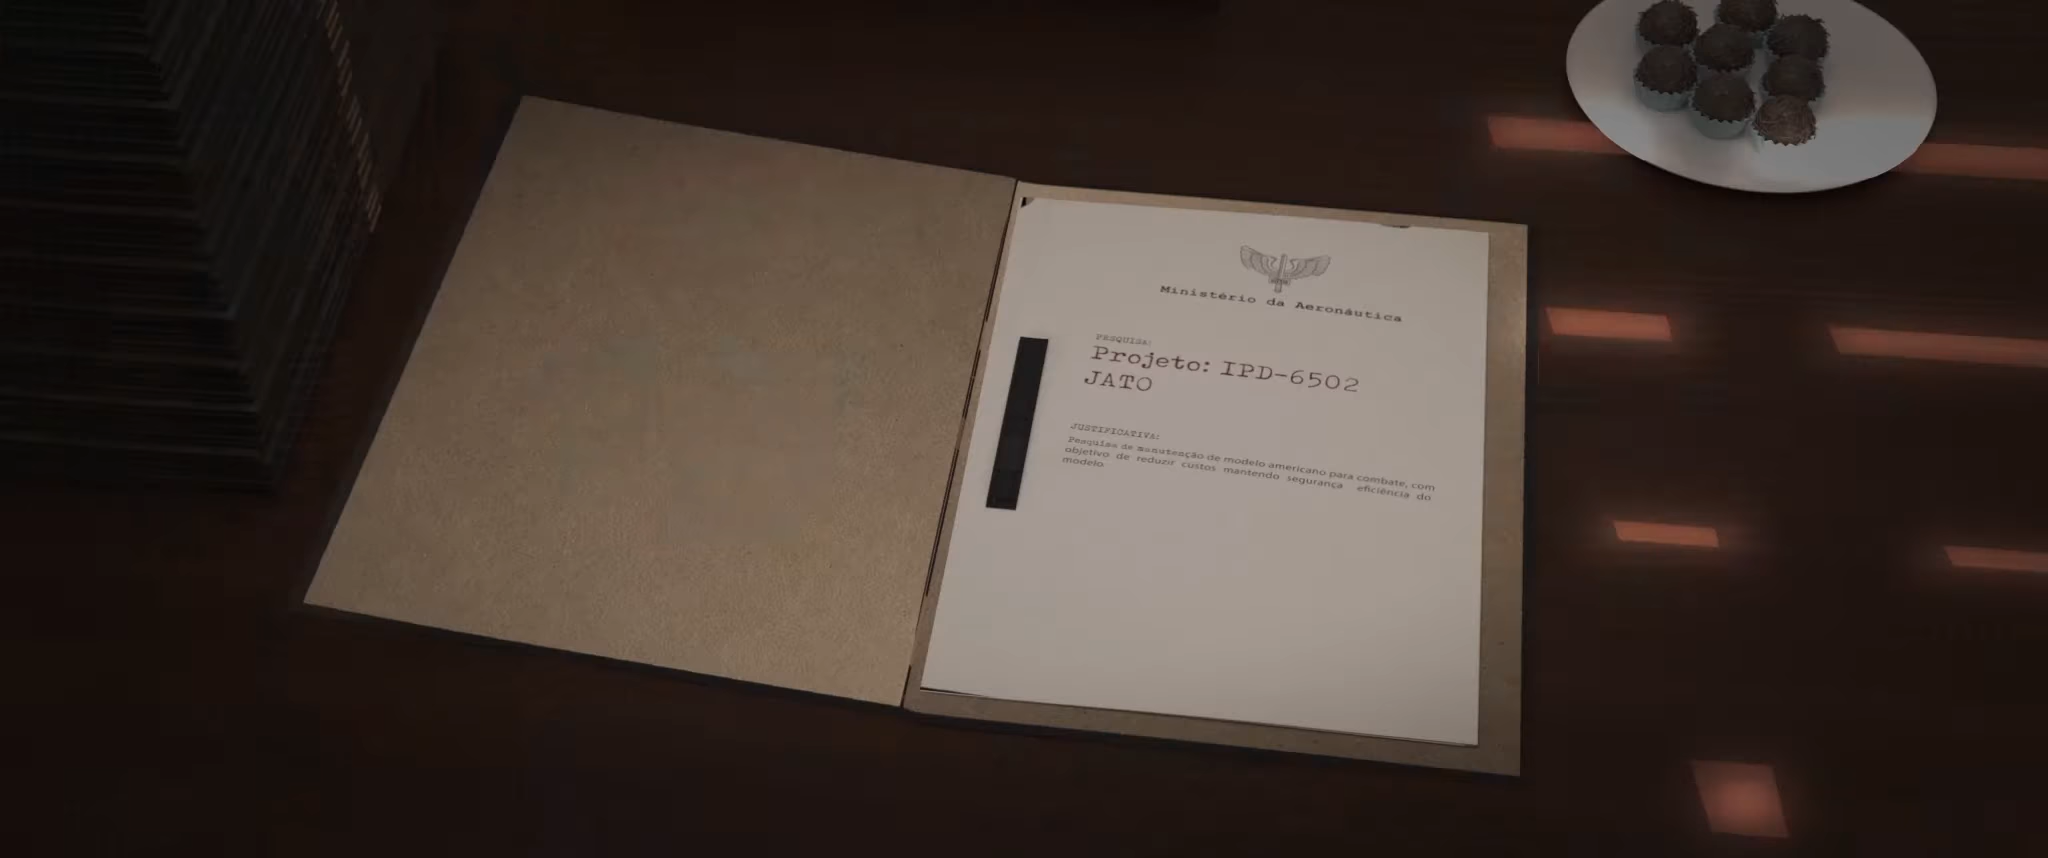 Ministério da Aeronáutica
PESQUISA:
Projeto: IPD-6502
JATO
JUSTIFICATIVA:
Pesquisa de manutenção de modelo americano para combate, com
objetivo de reduzir custos mantendo segurança eficiência do
modelo.